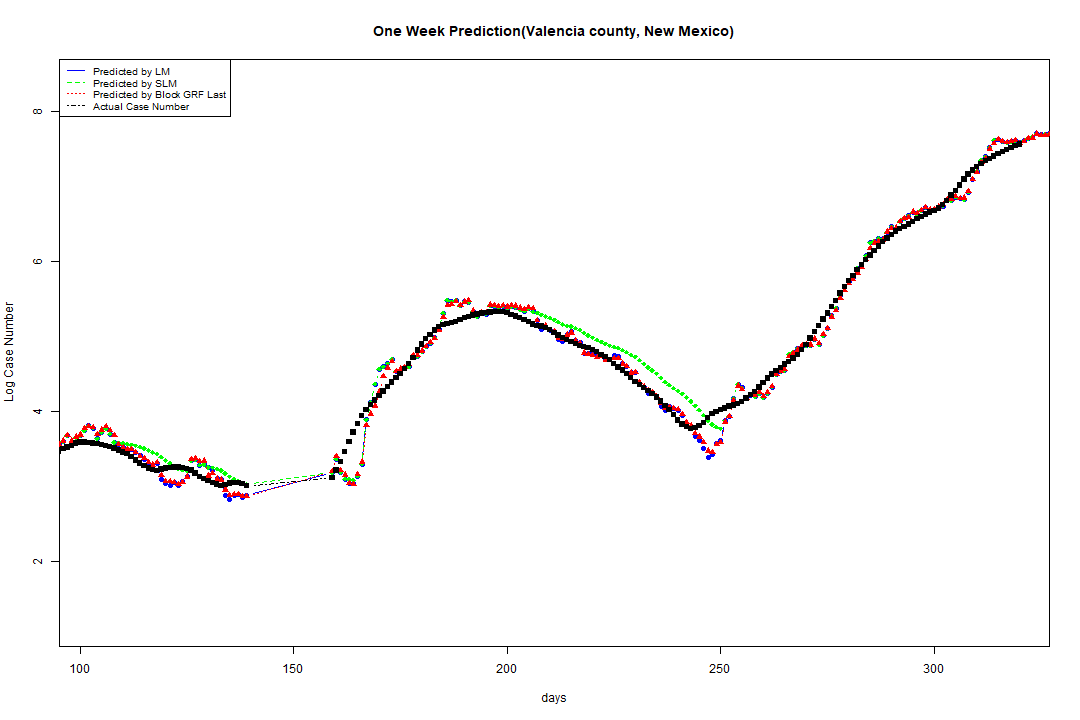 One Week Prediction(Valencia county, New Mexico)
Predicted by LM
Predicted by SLM
Predicted by Block GRF Last
Actual Case Number
8
6
4
2
Log Case Number
100 150 200 250 300
days